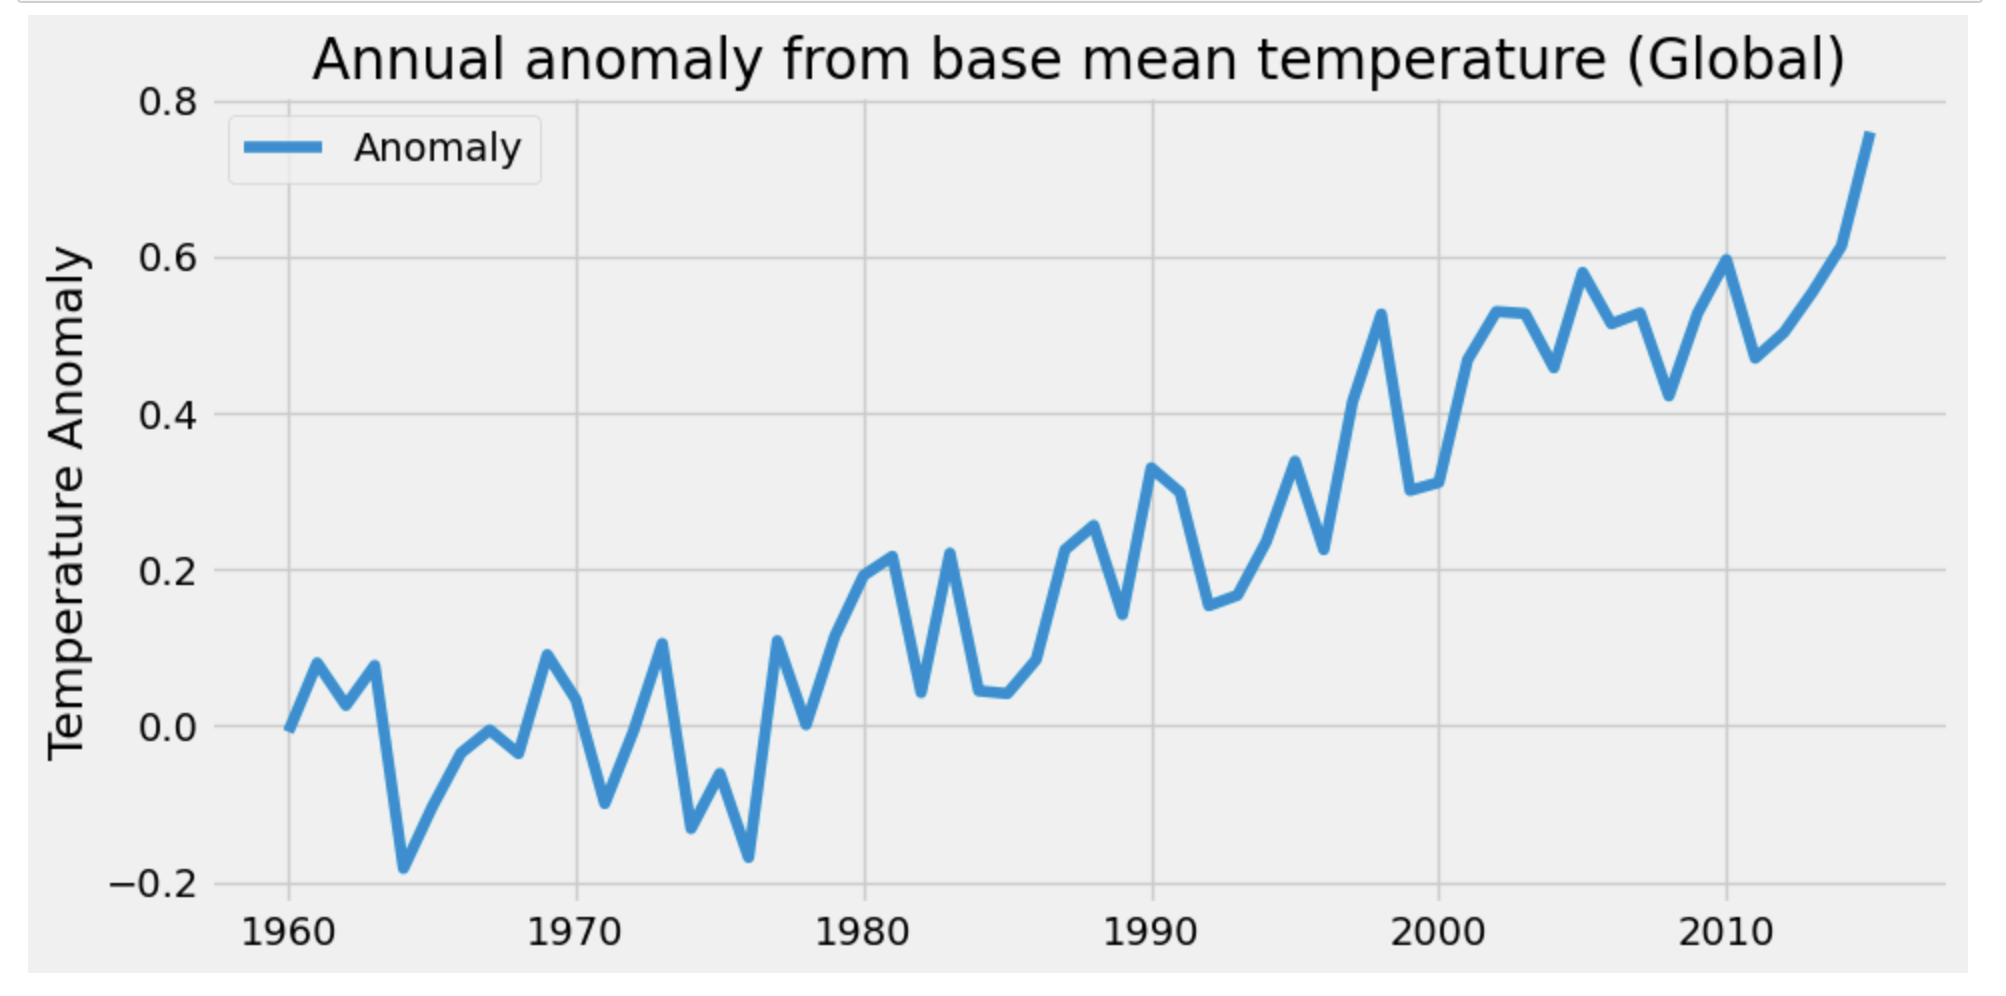 Annual anomaly from base mean temperature (Global)
Anomaly
Temperature Anomaly
0.8
0.6
0.4
0.2
0.0
−0.2
1960 1970 1980 1990 2000 2010